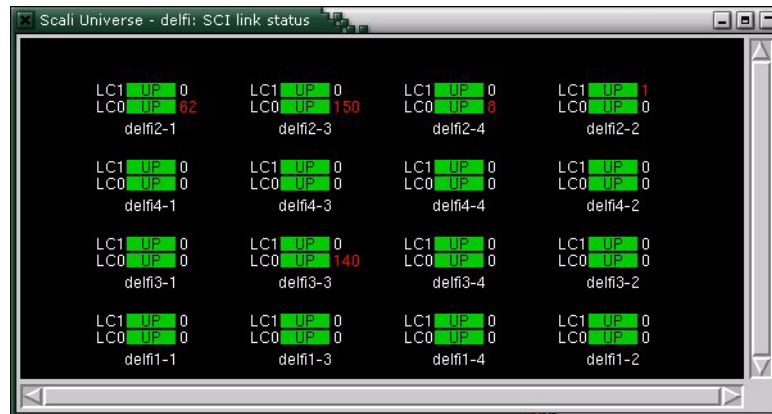 Scali Universe - delfi: SCI link status
LC1 UP 0 LC1 UP 0 LC1 UP 0 LC1 UP 1
LC0 UP 62 LC0 UP 150 LC0 UP 8 LC0 UP 0
delfi2-1 delfi2-3 delfi2-4 delfi2-2
LC1 UP 0 LC1 UP 0 LC1 UP 0 LC1 UP 0
LC0 UP 0 LC0 UP 0 LC0 UP 0 LC0 UP 0
delfi4-1 delfi4-3 delfi4-4 delfi4-2
LC1 UP 0 LC1 UP 0 LC1 UP 0 LC1 UP 0
LC0 UP 0 LC0 UP 140 LC0 UP 0 LC0 UP 0
delfi3-1 delfi3-3 delfi3-4 delfi3-2
LC1 UP 0 LC1 UP 0 LC1 UP 0 LC1 UP 0
LC0 UP 0 LC0 UP 0 LC0 UP 0 LC0 UP 0
delfi1-1 delfi1-3 delfi1-4 delfi1-2